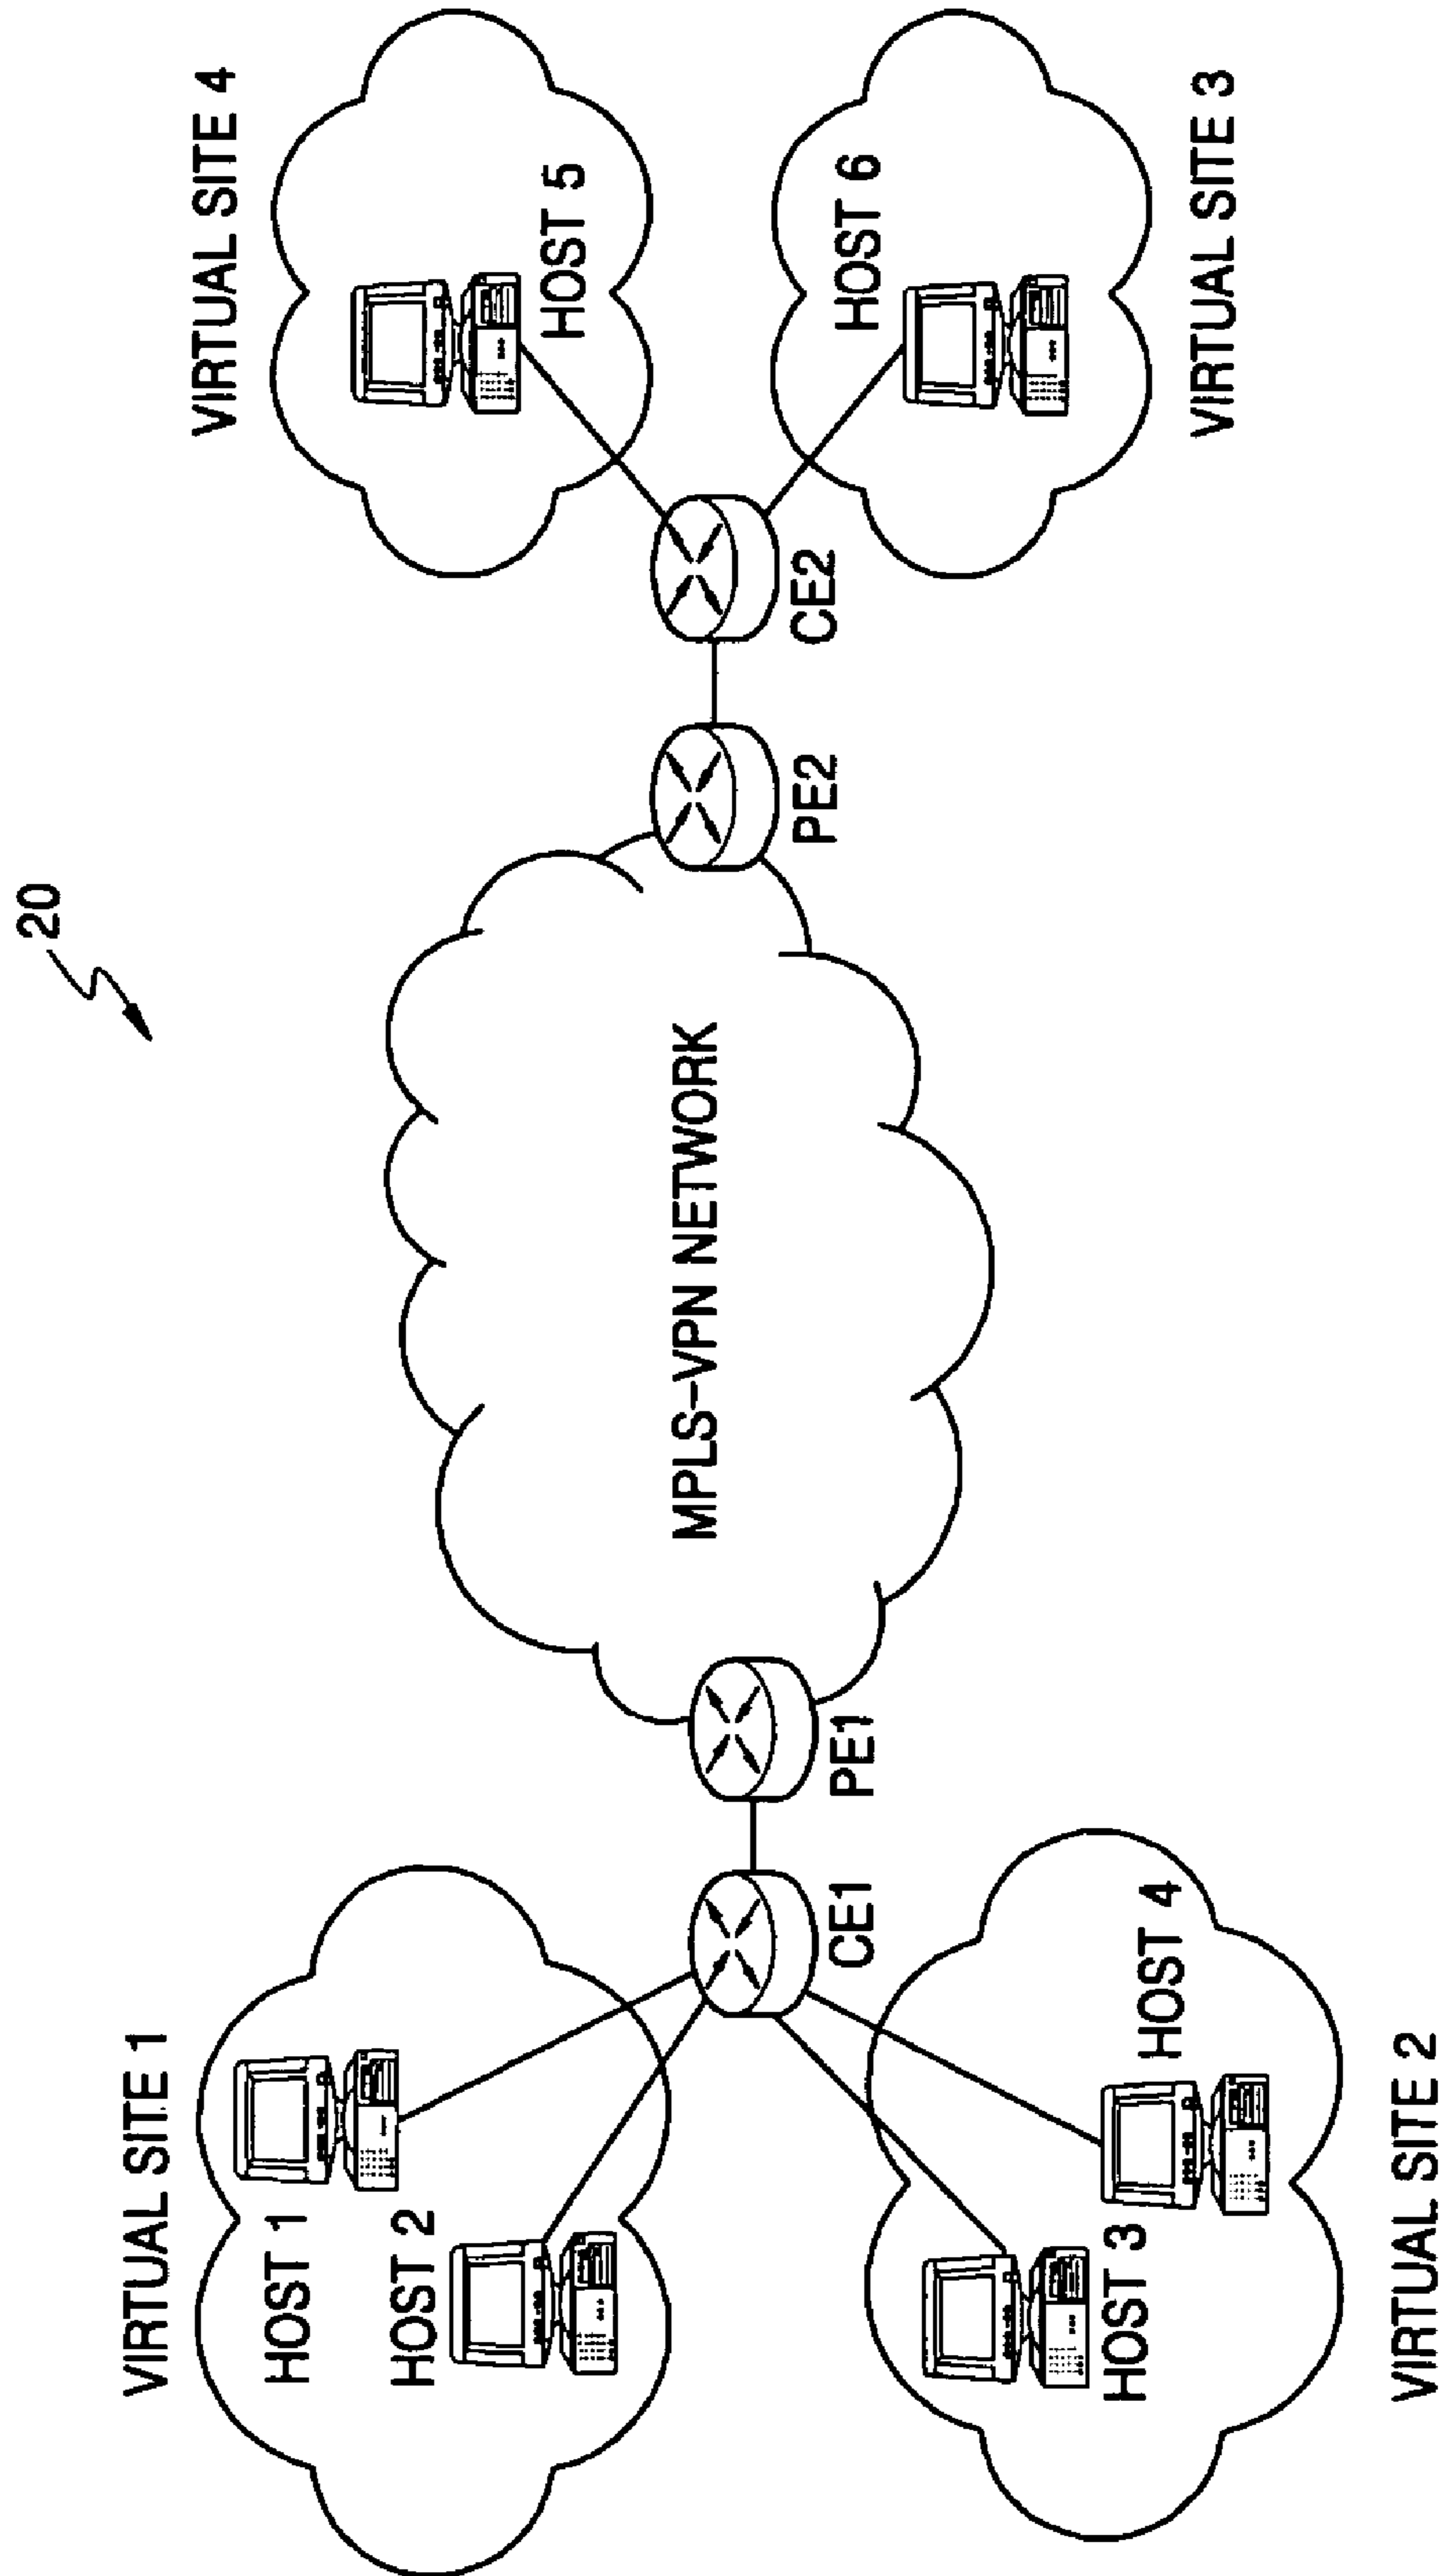 20
VIRTUAL SITE 1
HOST 1
HOST 2
VIRTUAL SITE 4
HOST 5
MPLS-VPN NETWORK
CE1
PE1
PE2
CE2
HOST 6
HOST 3
HOST 4
VIRTUAL SITE 3
VIRTUAL SITE 2